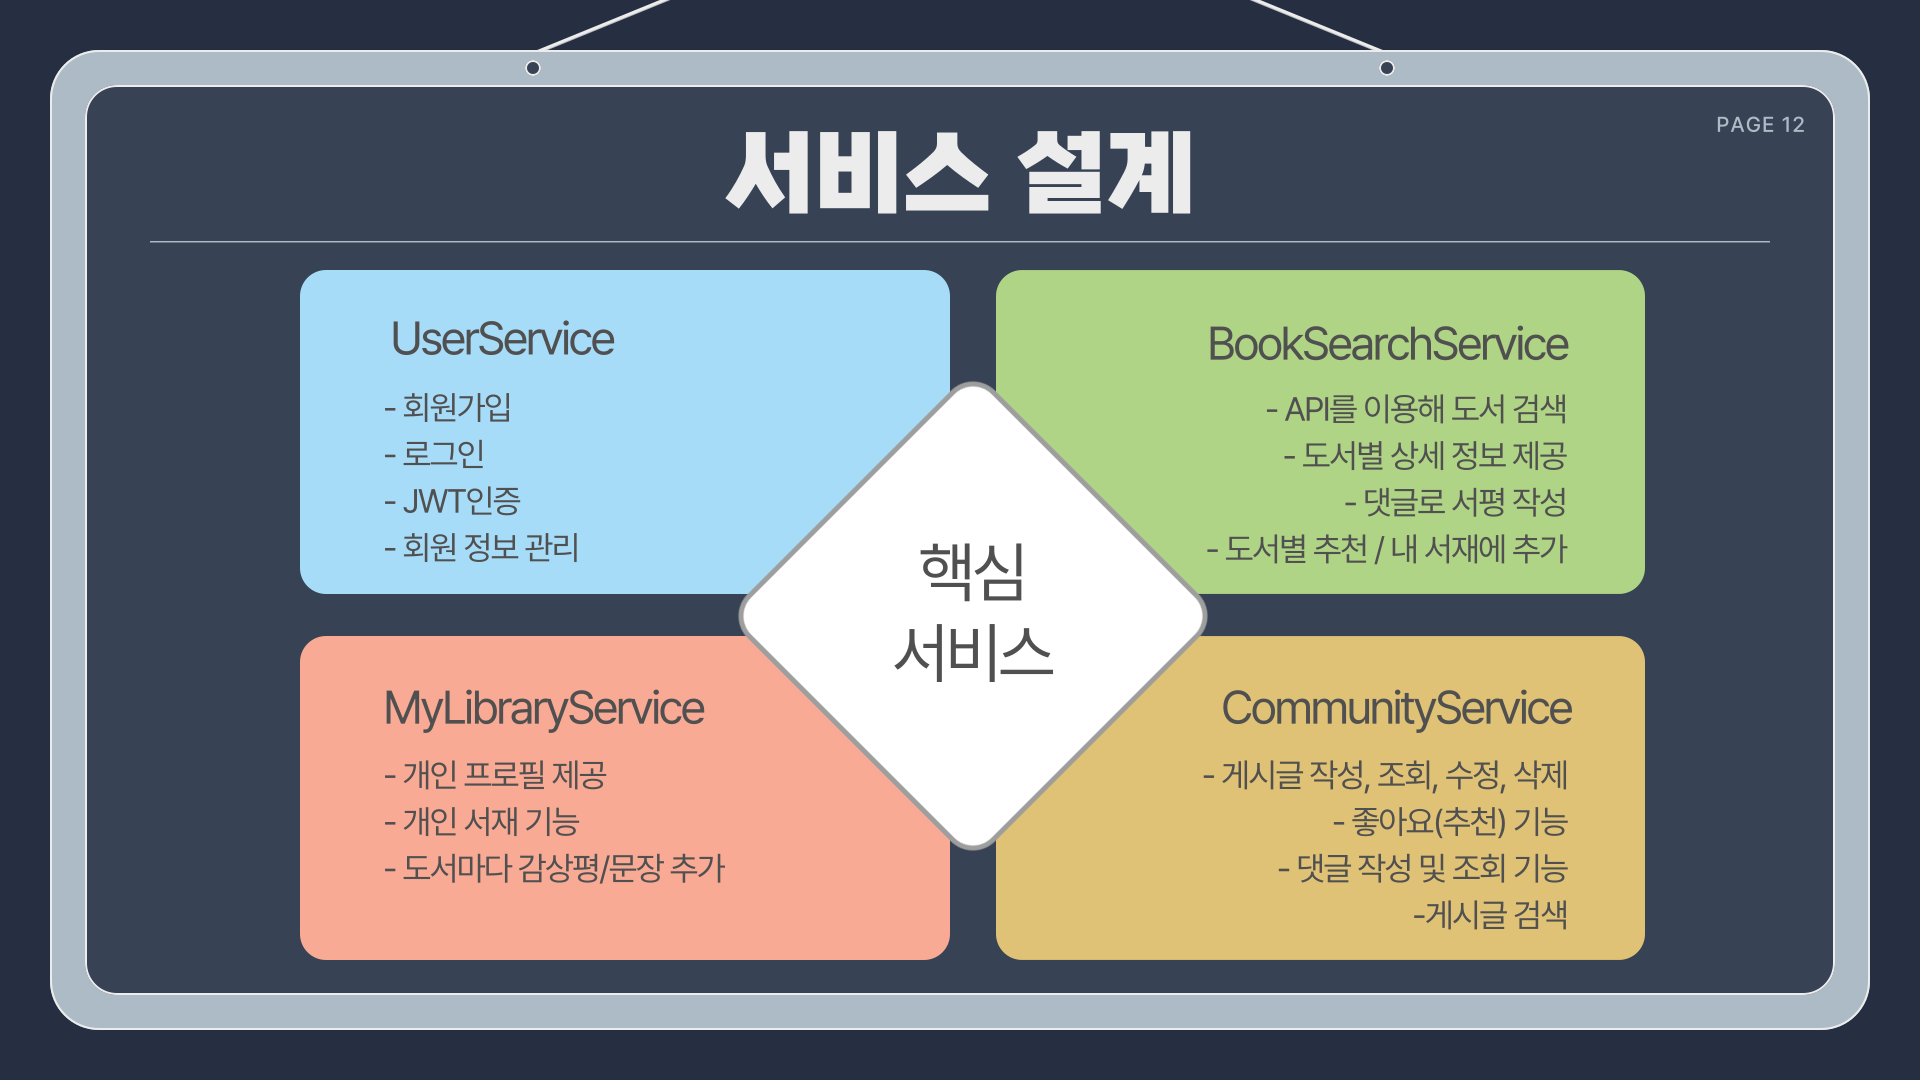 PAGE 12
서비스 설계
UserService
- 회원가입
- 로그인
- JWT인증
- 회원 정보 관리
BookSearchService
- API를 이용해 도서 검색
- 도서별 상세 정보 제공
- 댓글로 서평 작성
- 도서별 추천 / 내 서재에 추가
핵심
서비스
MyLibraryService
- 개인 프로필 제공
- 개인 서재 기능
- 도서마다 감상평/문장 추가
CommunityService
- 게시글 작성, 조회, 수정, 삭제
- 좋아요(추천) 기능
- 댓글 작성 및 조회 기능
-게시글 검색